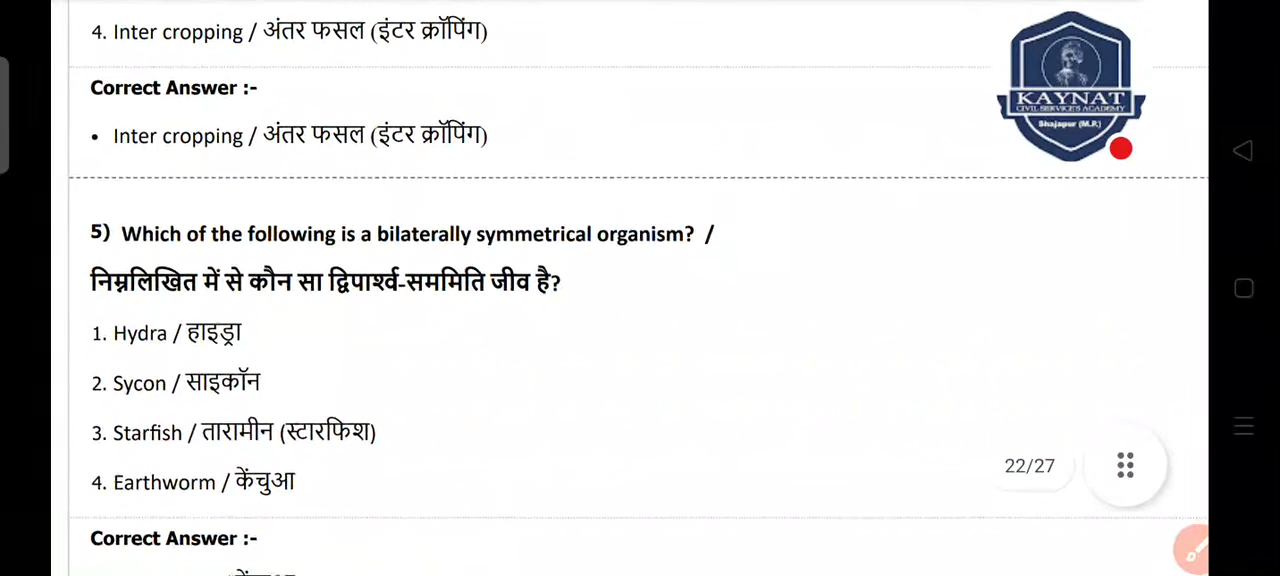 4. Inter cropping / अंतर फसल (इंटर क्रॉपिंग)
Correct Answer :-
• Inter cropping / अंतर फसल (इंटर क्रॉपिंग)
KAYNAT
CIVIL SERVICES ACADEMY
Shajapur (M.P.)
5) Which of the following is a bilaterally symmetrical organism? /
निम्नलिखित में से कौन सा द्विपार्श्व-सममिति जीव है?
1. Hydra / हाइड्रा
2. Sycon / साइकॉन
3. Starfish / तारामीन (स्टारफिश)
4. Earthworm / केंचुआ
22/27
Correct Answer :-